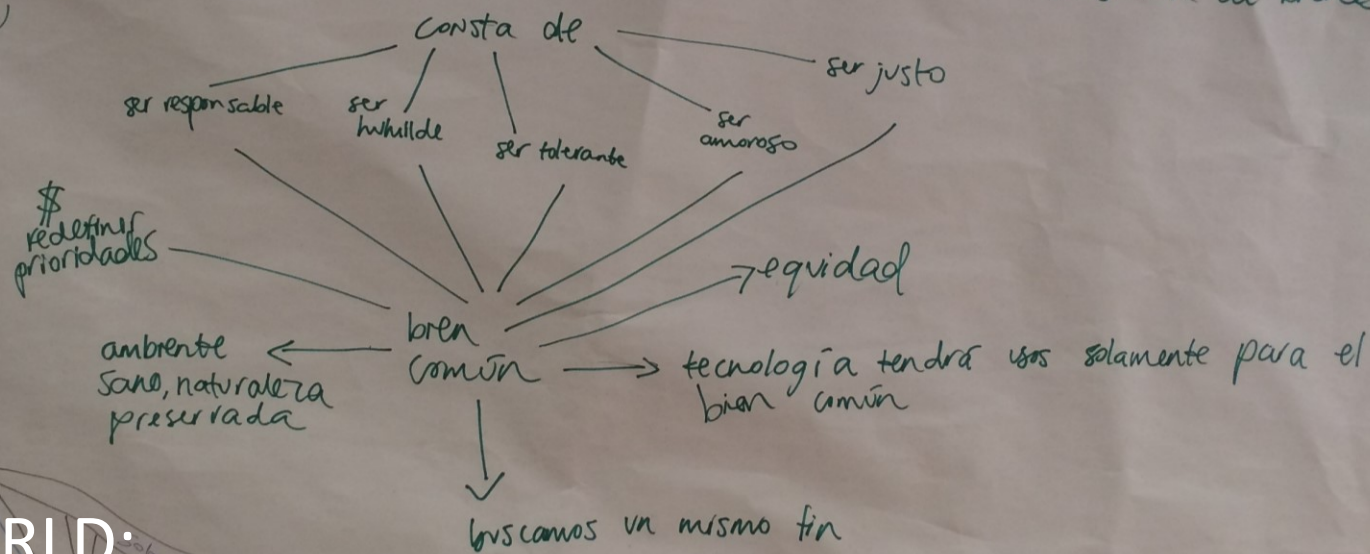 consta de
ser justo
ser responsable
ser
humilde
ser tolerante
ser
amoroso
$
redefinir
prioridades
equidad
bien
común
ambiente
sano, naturaleza
preservada
tecnología tendrá usos solamente para el
bien común
buscamos un mismo fin
RLD: